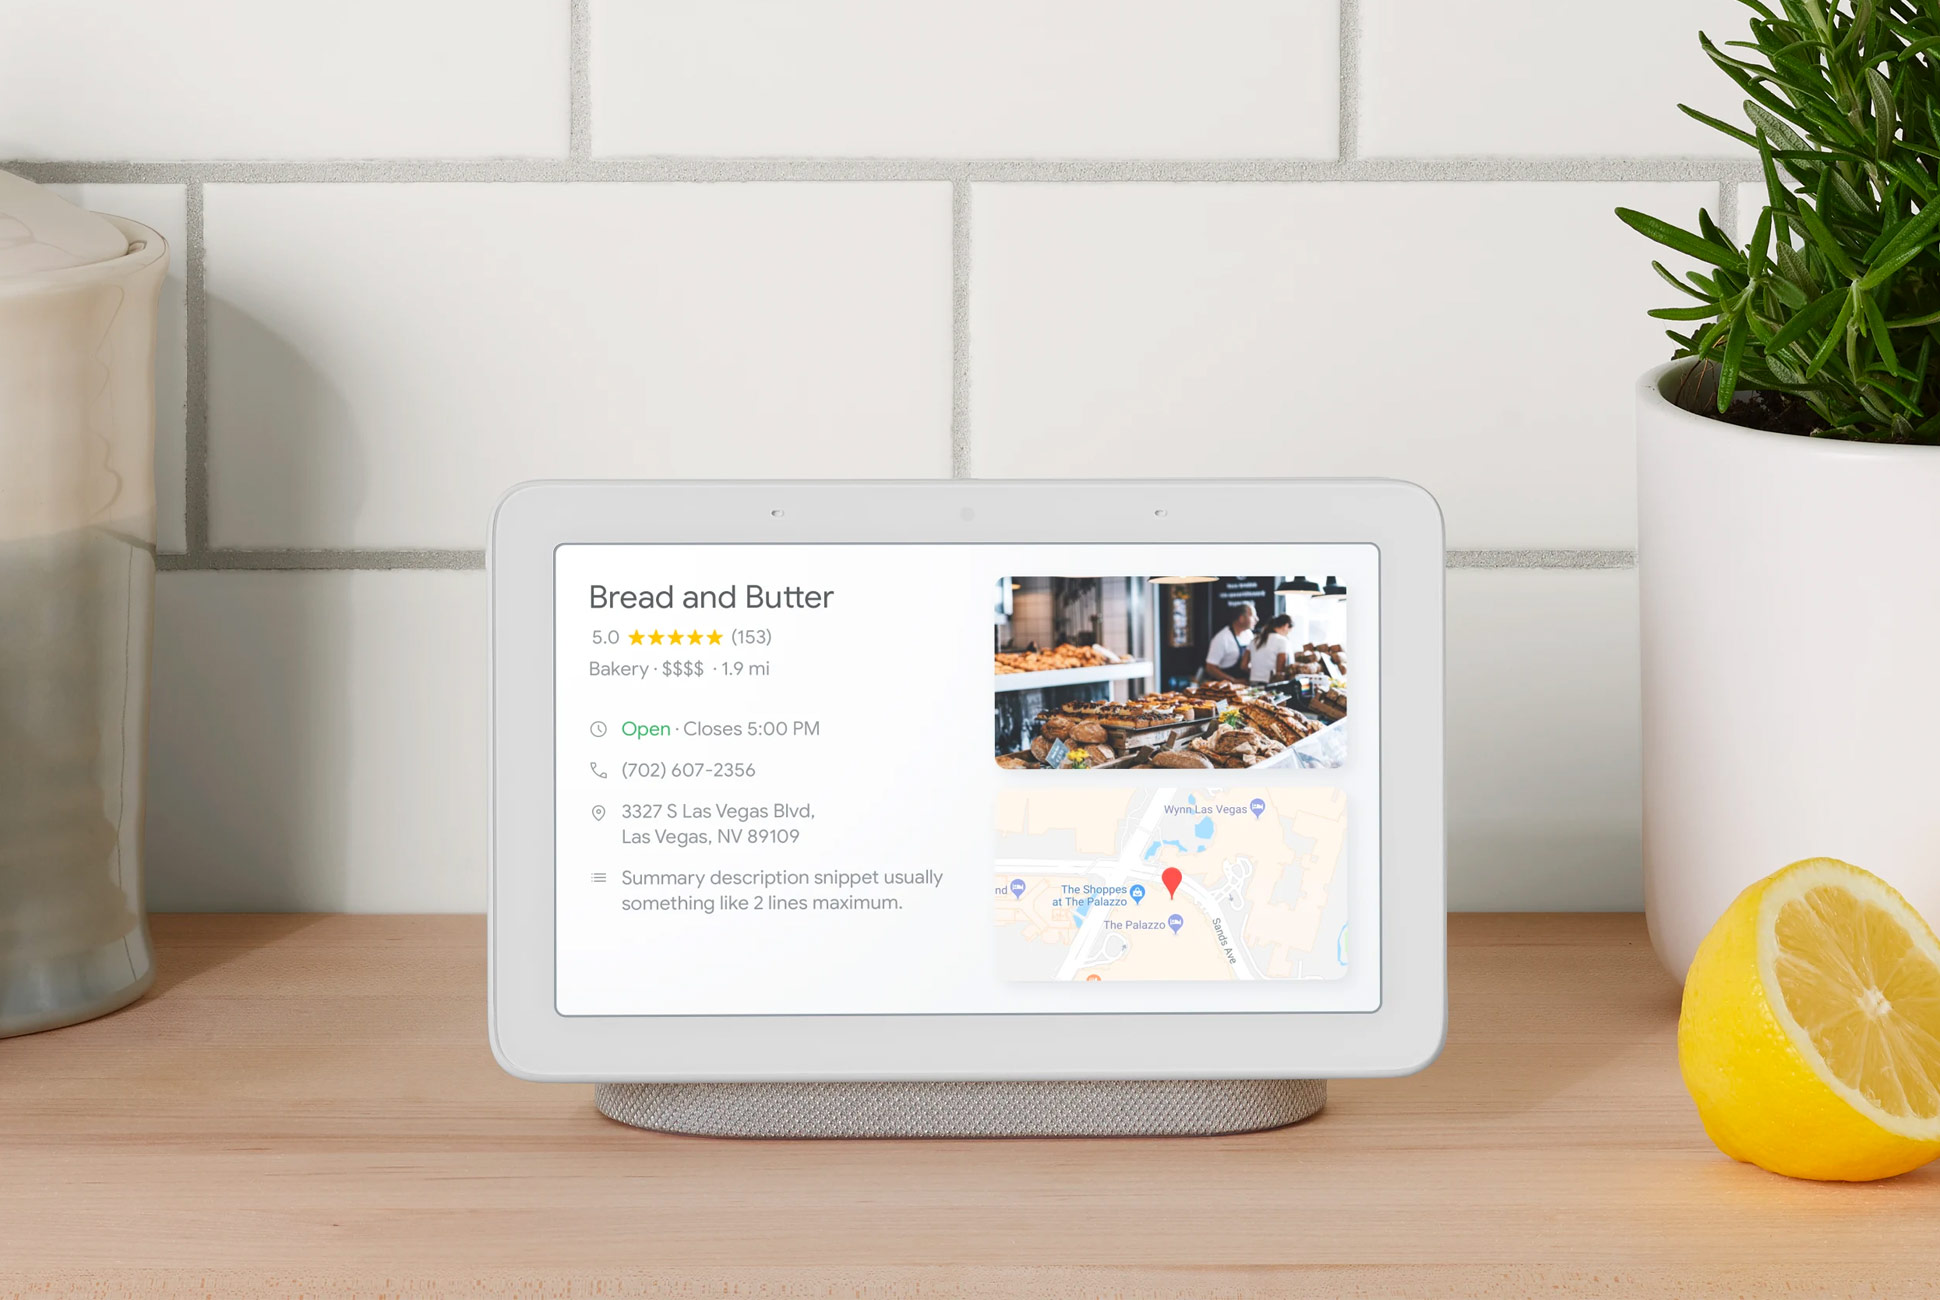 Bread and Butter
5.0 ★★★★★ (153)
Bakery · $$$$ · 1.9 mi
Open · Closes 5:00 PM
(702) 607-2356
3327 S Las Vegas Blvd,
Las Vegas, NV 89109
Summary description snippet usually
something like 2 lines maximum.
Wynn Las Vegas
nd
The Shoppes
at The Palazzo
The Palazzo
Sands Ave